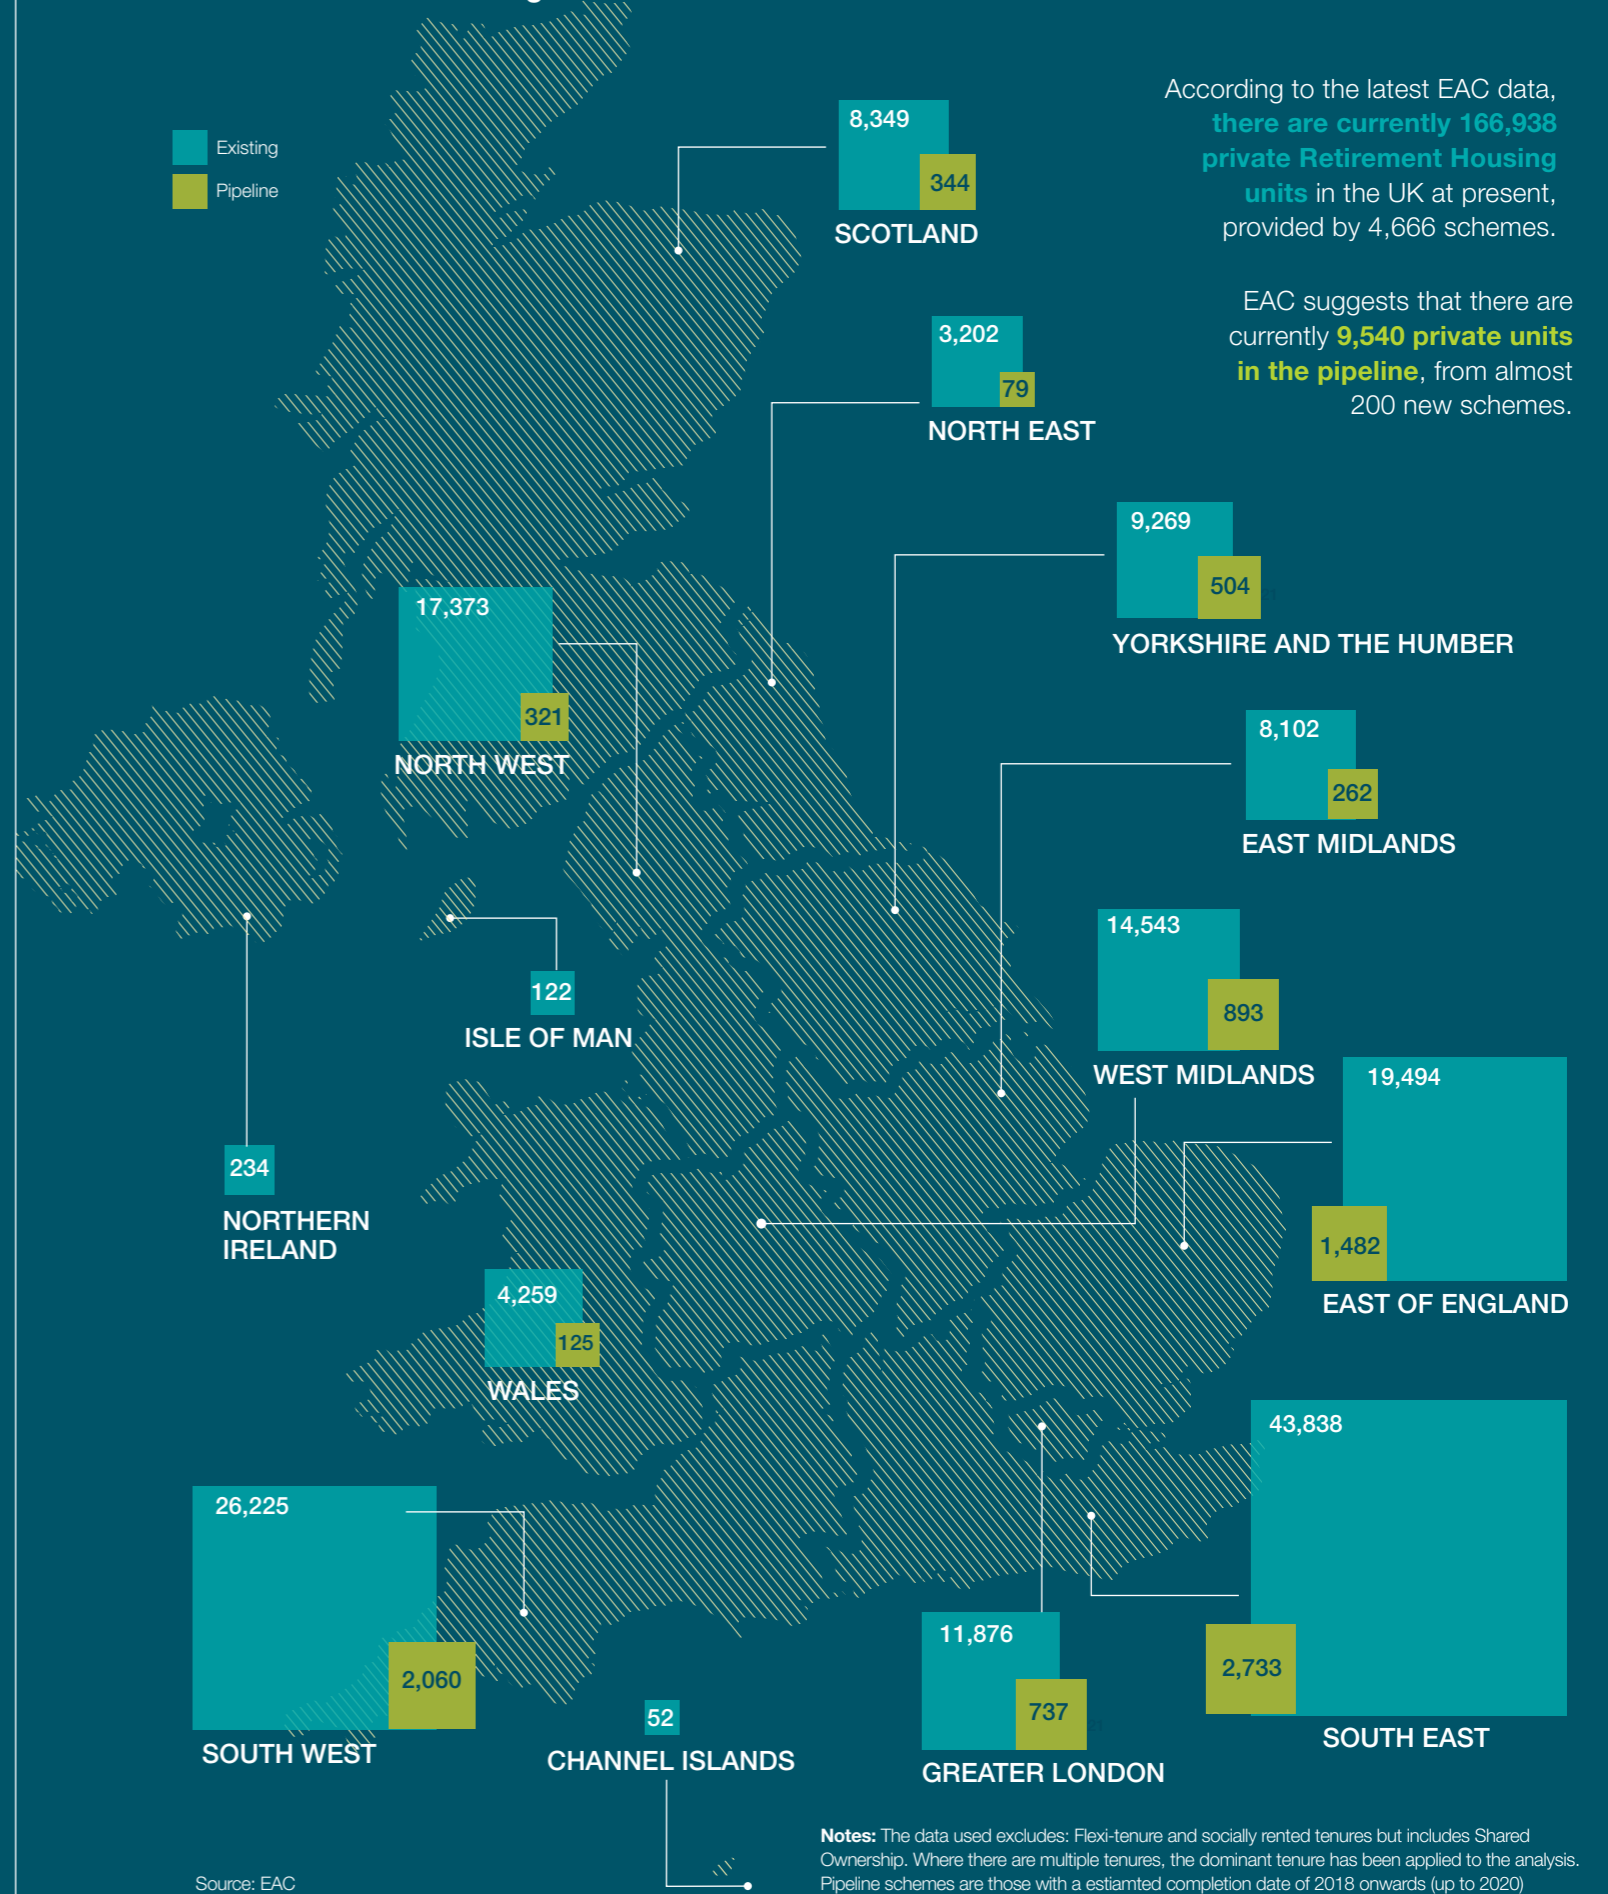 Existing
Pipeline
According to the latest EAC data,
there are currently 166,938
private Retirement Housing
units in the UK at present,
provided by 4,666 schemes.
EAC suggests that there are
currently 9,540 private units
in the pipeline, from almost
200 new schemes.
8,349
344
SCOTLAND
3,202
79
NORTH EAST
9,269
504
YORKSHIRE AND THE HUMBER
17,373
321
NORTH WEST
8,102
262
EAST MIDLANDS
14,543
893
WEST MIDLANDS
122
ISLE OF MAN
19,494
1,482
EAST OF ENGLAND
234
NORTHERN
IRELAND
4,259
125
WALES
43,838
2,733
SOUTH EAST
26,225
2,060
SOUTH WEST
52
CHANNEL ISLANDS
11,876
737
GREATER LONDON
Notes: The data used excludes: Flexi-tenure and socially rented tenures but includes Shared
Ownership. Where there are multiple tenures, the dominant tenure has been applied to the analysis.
Pipeline schemes are those with a estiamted completion date of 2018 onwards (up to 2020)
Source: EAC